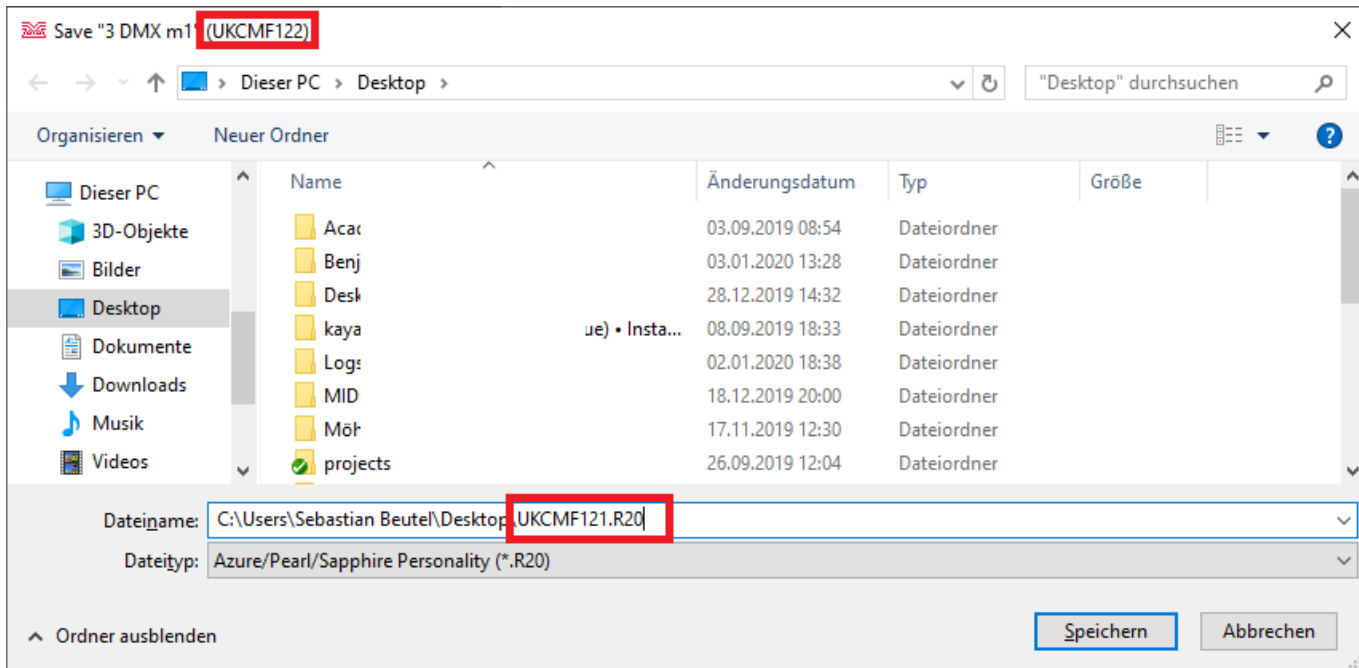 Save "3 DMX m1" (UKCMF122)
Dieser PC > Desktop >
"Desktop" durchsuchen
Organisieren
Neuer Ordner
?
Name Änderungsdatum Typ Größe
Dieser PC
3D-Objekte
Bilder
Desktop
Dokumente
Downloads
Musik
Videos
Acad 03.09.2019 08:54 Dateiordner
Benj 03.01.2020 13:28 Dateiordner
Desk 28.12.2019 14:32 Dateiordner
kaya ue) • Insta... 08.09.2019 18:33 Dateiordner
Logs 02.01.2020 18:38 Dateiordner
MID 18.12.2019 20:00 Dateiordner
Möh 17.11.2019 12:30 Dateiordner
projects 26.09.2019 12:04 Dateiordner
Dateiname: C:\Users\Sebastian Beutel\Desktop\UKCMF121.R20
Dateityp: Azure/Pearl/Sapphire Personality (*.R20)
Ordner ausblenden
Speichern
Abbrechen